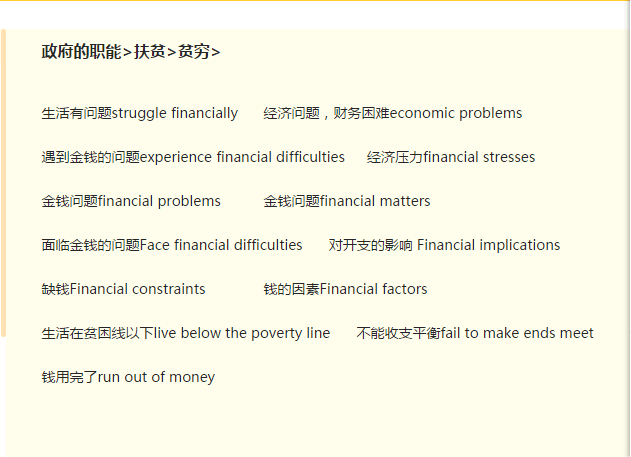 政府的职能>扶贫>贫穷>
生活有问题struggle financially 经济问题，财务困难economic problems
遇到金钱的问题experience financial difficulties 经济压力financial stresses
金钱问题financial problems 金钱问题financial matters
面临金钱的问题Face financial difficulties 对开支的影响 Financial implications
缺钱Financial constraints 钱的因素Financial factors
生活在贫困线以下live below the poverty line 不能收支平衡fail to make ends meet
钱用完了run out of money